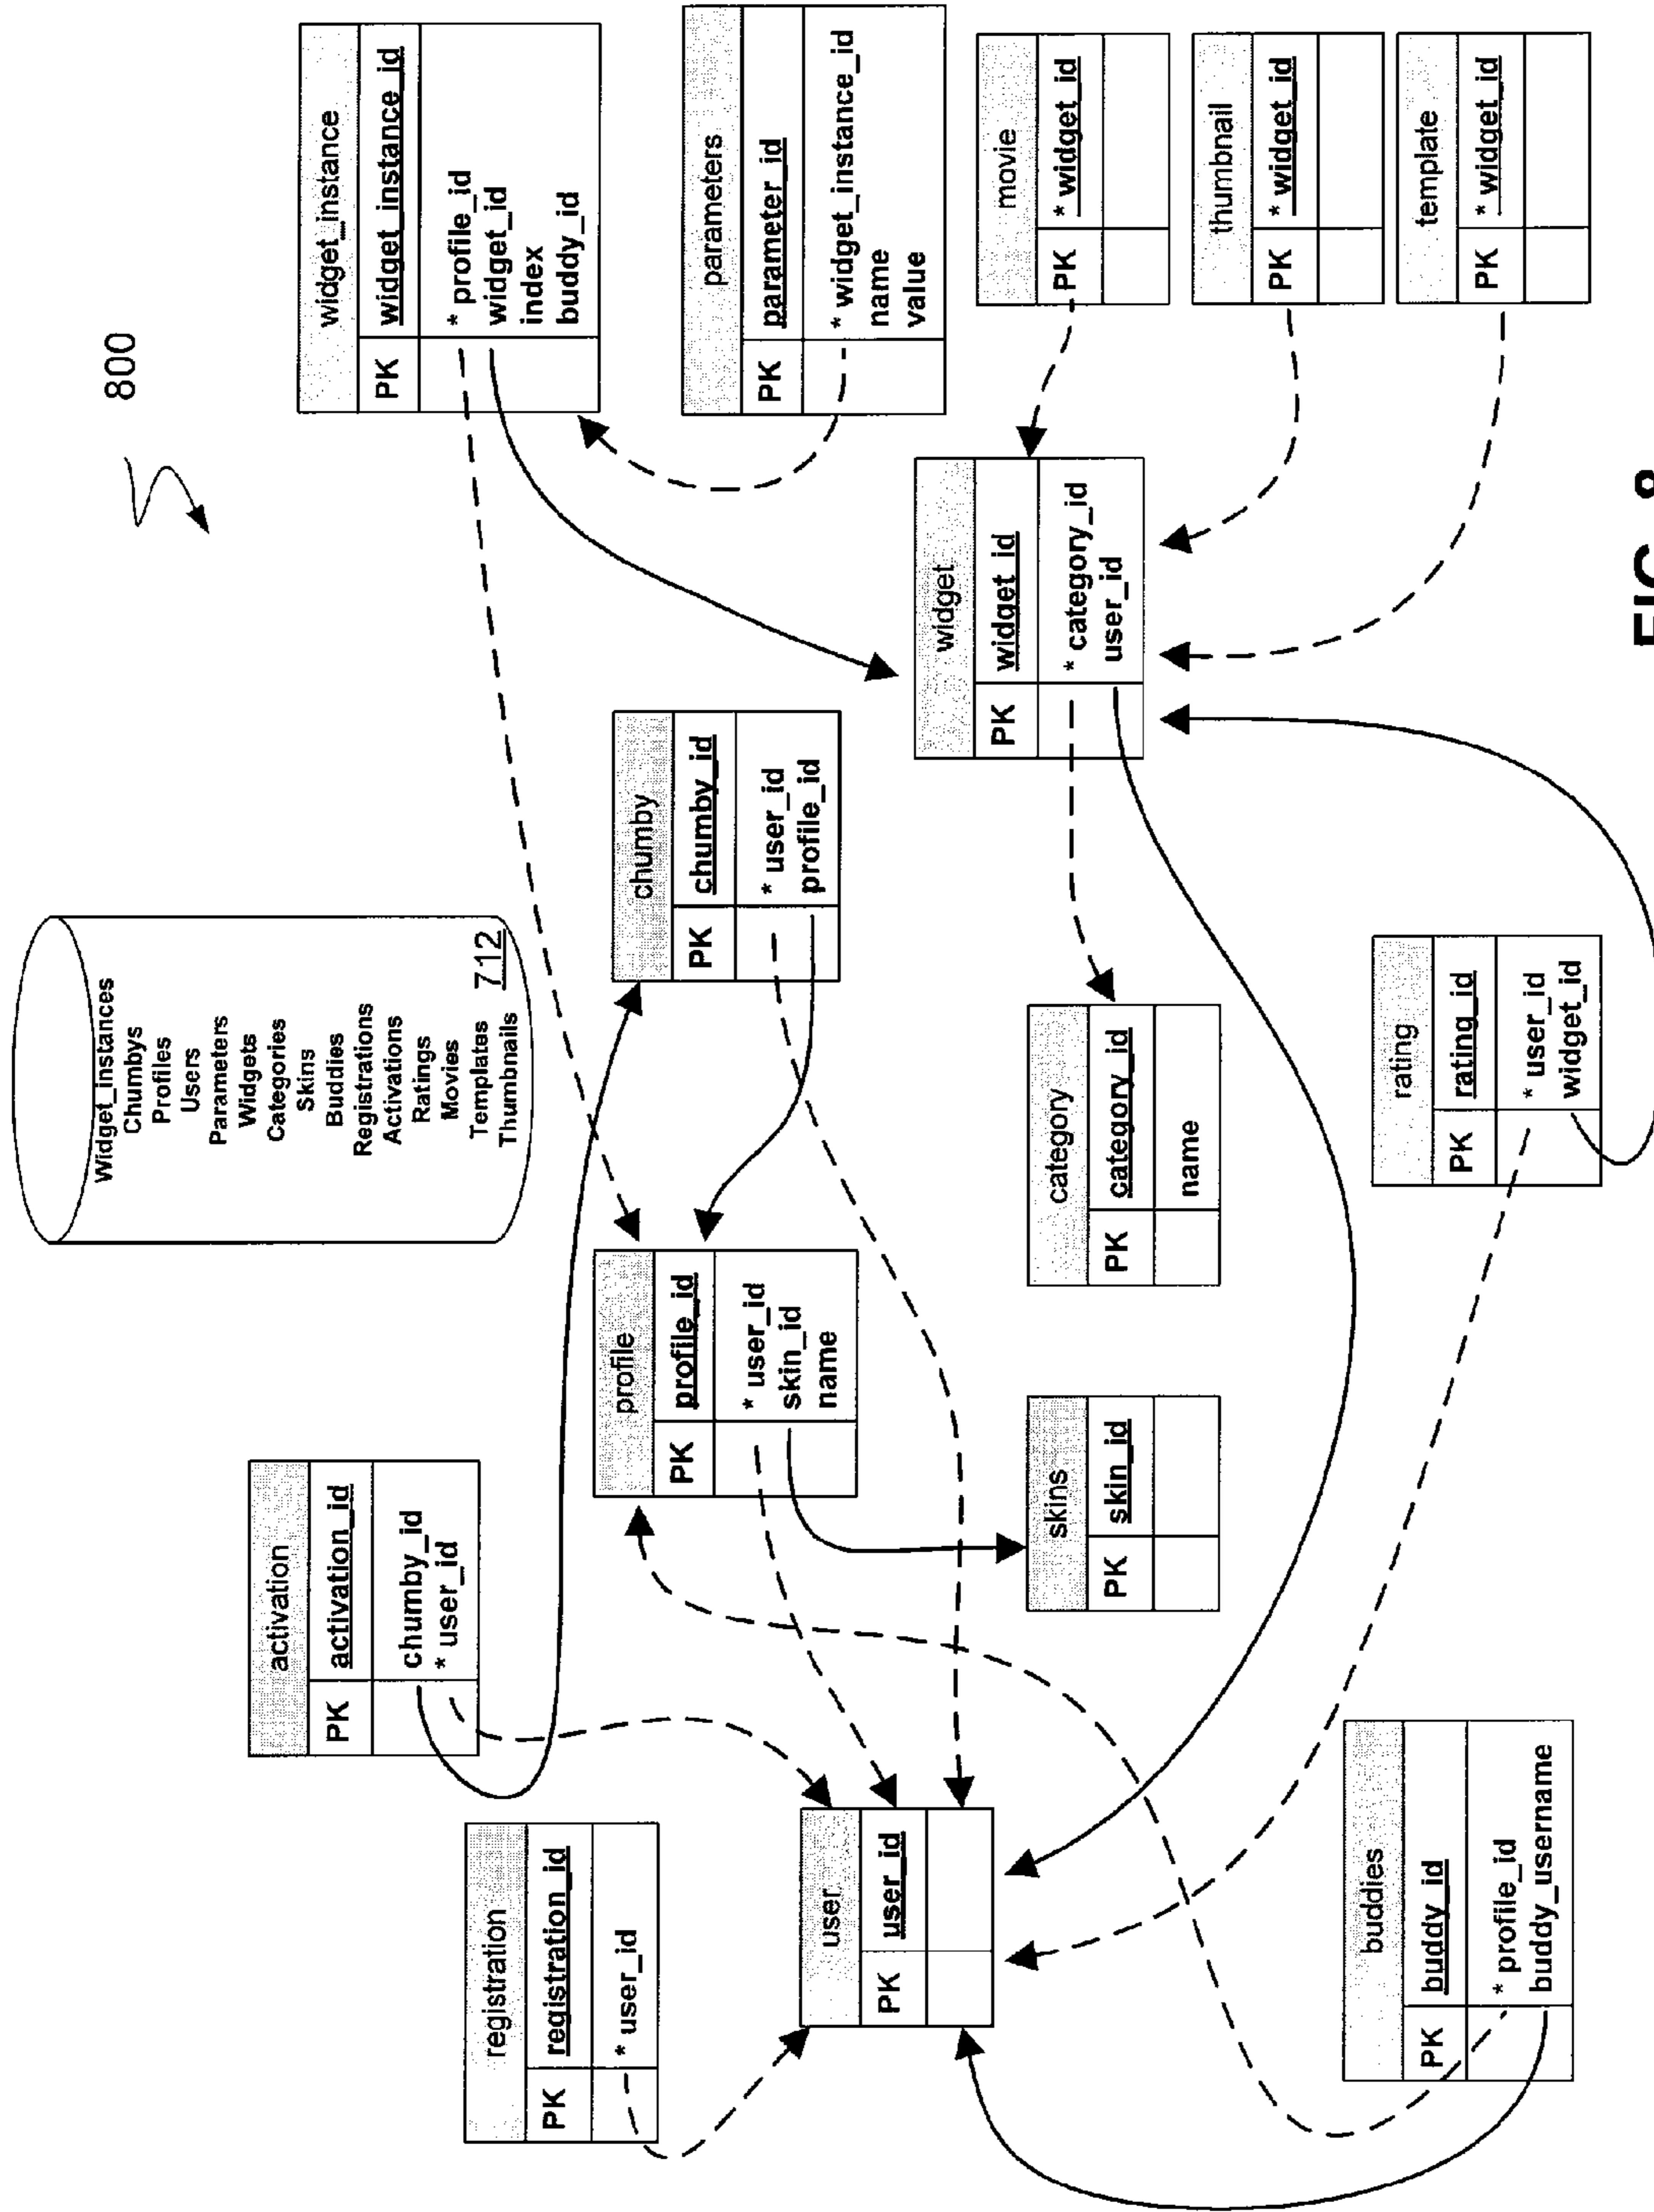 800
Widget_instances
Chumbys
Profiles
Users
Parameters
Widgets
Categories
Skins
Buddies
Registrations
Activations
Ratings
Movies
Templates
Thumbnails
712
registration
PK registration_id
* user_id
activation
PK activation_id
chumby_id
* user_id
user
PK user_id
profile
PK profile_id
* user_id
skin_id
name
chumby
PK chumby_id
* user_id
profile_id
widget_instance
PK widget_instance_id
* profile_id
widget_id
index
buddy_id
parameters
PK parameter_id
* widget_instance_id
name
value
skins
PK skin_id
category
PK category_id
name
widget
PK widget_id
* category_id
user_id
movie
PK * widget_id
thumbnail
PK * widget_id
template
PK * widget_id
buddies
PK buddy_id
* profile_id
buddy_username
rating
PK rating_id
* user_id
widget_id
FIG. 8